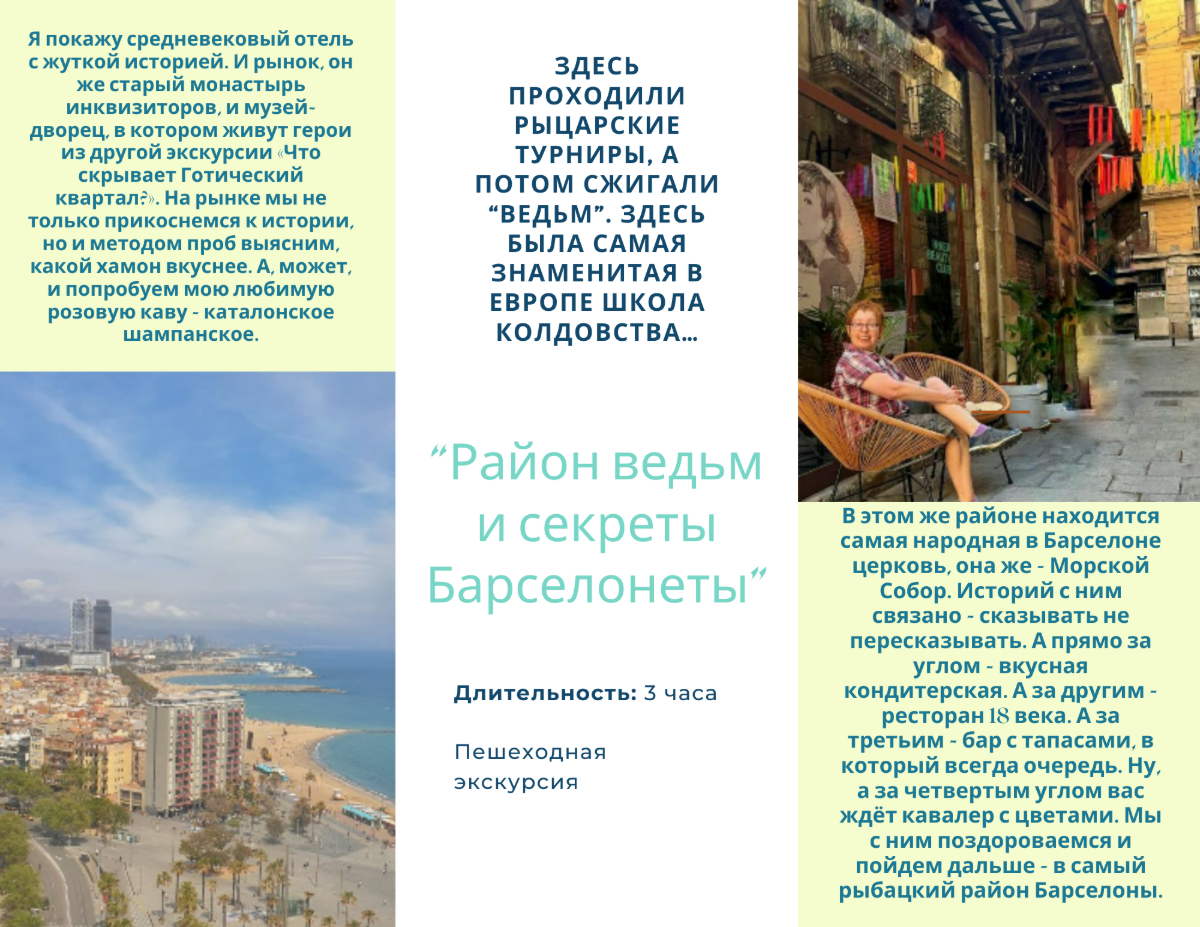 Я покажу средневековый отель
с жуткой историей. И рынок, он
же старый монастырь
инквизиторов, и музей-
дворец, в котором живут герои
из другой экскурсии «Что
скрывает Готический
квартал?». На рынке мы не
только прикоснемся к истории,
но и методом проб выясним,
какой хамон вкуснее. А, может,
и попробуем мою любимую
розовую каву - каталонское
шампанское.
ЗДЕСЬ
ПРОХОДИЛИ
РЫЦАРСКИЕ
ТУРНИРЫ, А
ПОТОМ СЖИГАЛИ
“ВЕДЬМ”. ЗДЕСЬ
БЫЛА САМАЯ
ЗНАМЕНИТАЯ В
ЕВРОПЕ ШКОЛА
КОЛДОВСТВА...
“Район ведьм
и секреты
Барселонеты”
Длительность: 3 часа
Пешеходная
экскурсия
BEAUTY
CLUB
В этом же районе находится
самая народная в Барселоне
церковь, она же - Морской
Собор. Историй с ним
связано - сказывать не
пересказывать. А прямо за
углом - вкусная
кондитерская. А за другим -
ресторан 18 века. А за
третьим - бар с тапасами, в
который всегда очередь. Ну,
а за четвертым углом вас
ждёт кавалер с цветами. Мы
с ним поздороваемся и
пойдем дальше - в самый
рыбацкий район Барселоны.